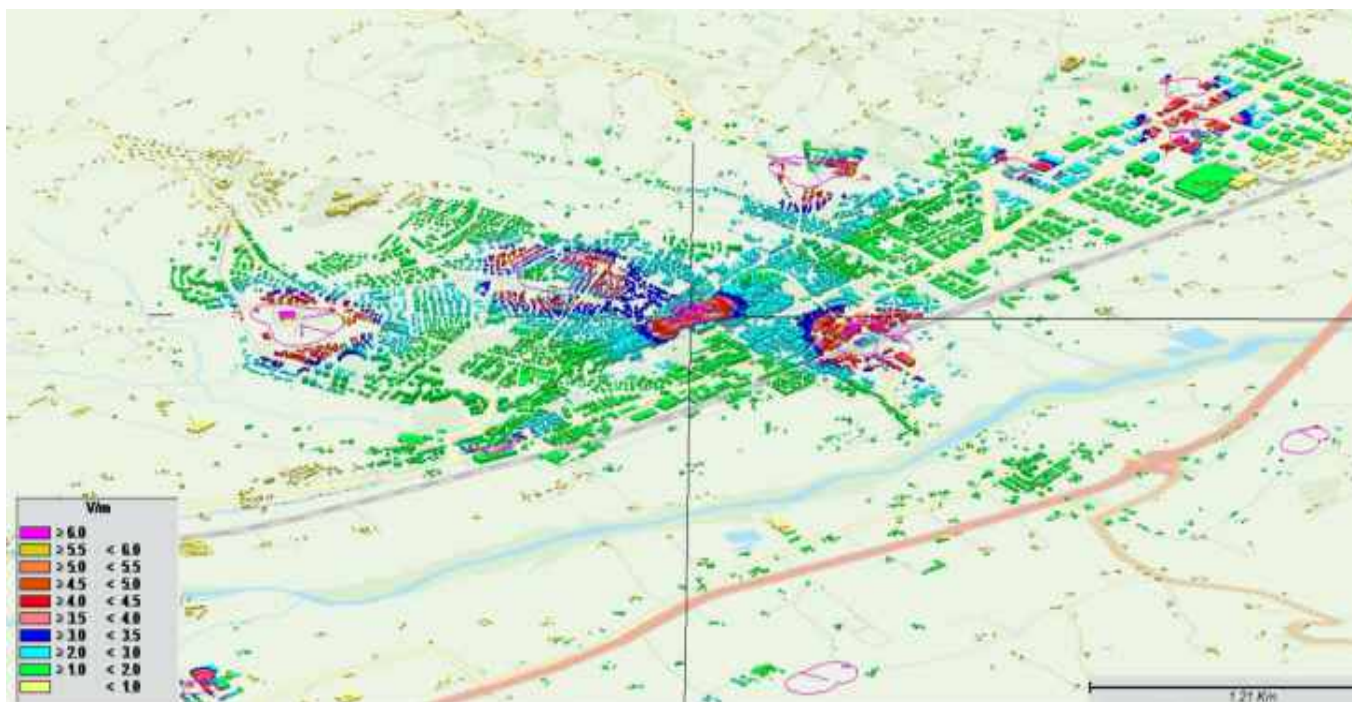 V/m
≥ 6.0
≥ 5.5 < 6.0
≥ 5.0 < 5.5
≥ 4.5 < 5.0
≥ 4.0 < 4.5
≥ 3.5 < 4.0
≥ 3.0 < 3.5
≥ 2.0 < 3.0
≥ 1.0 < 2.0
< 1.0
1.21 Km